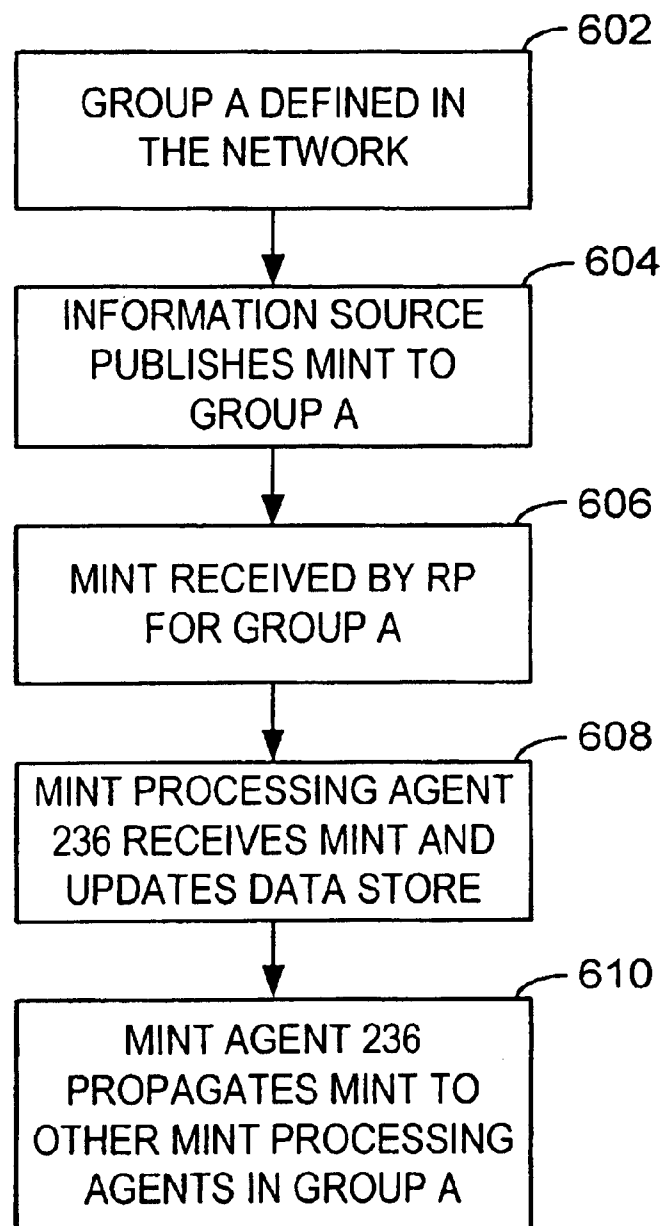 602
GROUP A DEFINED IN
THE NETWORK
604
INFORMATION SOURCE
PUBLISHES MINT TO
GROUP A
606
MINT RECEIVED BY RP
FOR GROUP A
608
MINT PROCESSING AGENT
236 RECEIVES MINT AND
UPDATES DATA STORE
610
MINT AGENT 236
PROPAGATES MINT TO
OTHER MINT PROCESSING
AGENTS IN GROUP A